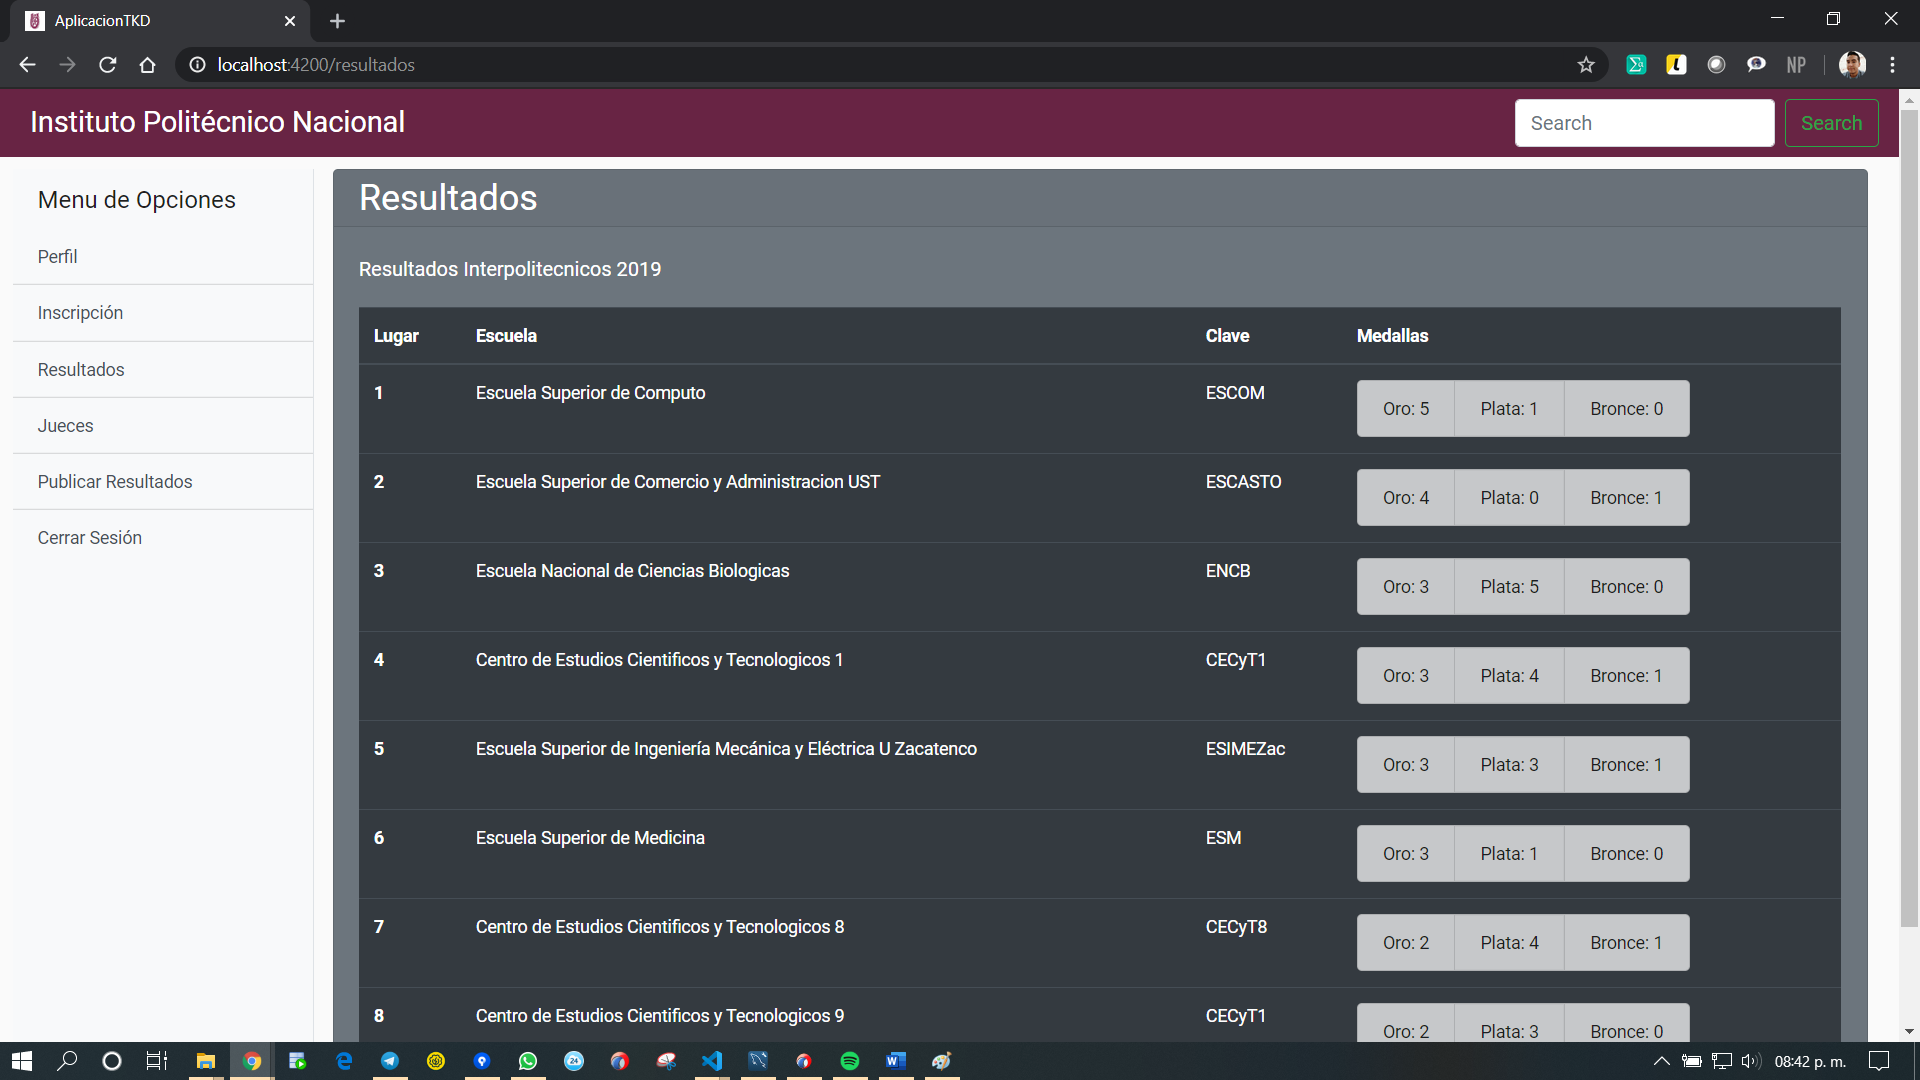 AplicacionTKD
localhost:4200/resultados
NP
Instituto Politécnico Nacional
Search
Search
Menu de Opciones
Perfil
Inscripción
Resultados
Jueces
Publicar Resultados
Cerrar Sesión
Resultados
Resultados Interpolitecnicos 2019
Lugar Escuela Clave Medallas
1 Escuela Superior de Computo ESCOM Oro: 5 Plata: 1 Bronce: 0
2 Escuela Superior de Comercio y Administracion UST ESCASTO Oro: 4 Plata: 0 Bronce: 1
3 Escuela Nacional de Ciencias Biologicas ENCB Oro: 3 Plata: 5 Bronce: 0
4 Centro de Estudios Cientificos y Tecnologicos 1 CECyT1 Oro: 3 Plata: 4 Bronce: 1
5 Escuela Superior de Ingeniería Mecánica y Eléctrica U Zacatenco ESIMEZac Oro: 3 Plata: 3 Bronce: 1
6 Escuela Superior de Medicina ESM Oro: 3 Plata: 1 Bronce: 0
7 Centro de Estudios Cientificos y Tecnologicos 8 CECyT8 Oro: 2 Plata: 4 Bronce: 1
8 Centro de Estudios Cientificos y Tecnologicos 9 CECyT1 Oro: 2 Plata: 3 Bronce: 0
24
08:42 p. m.